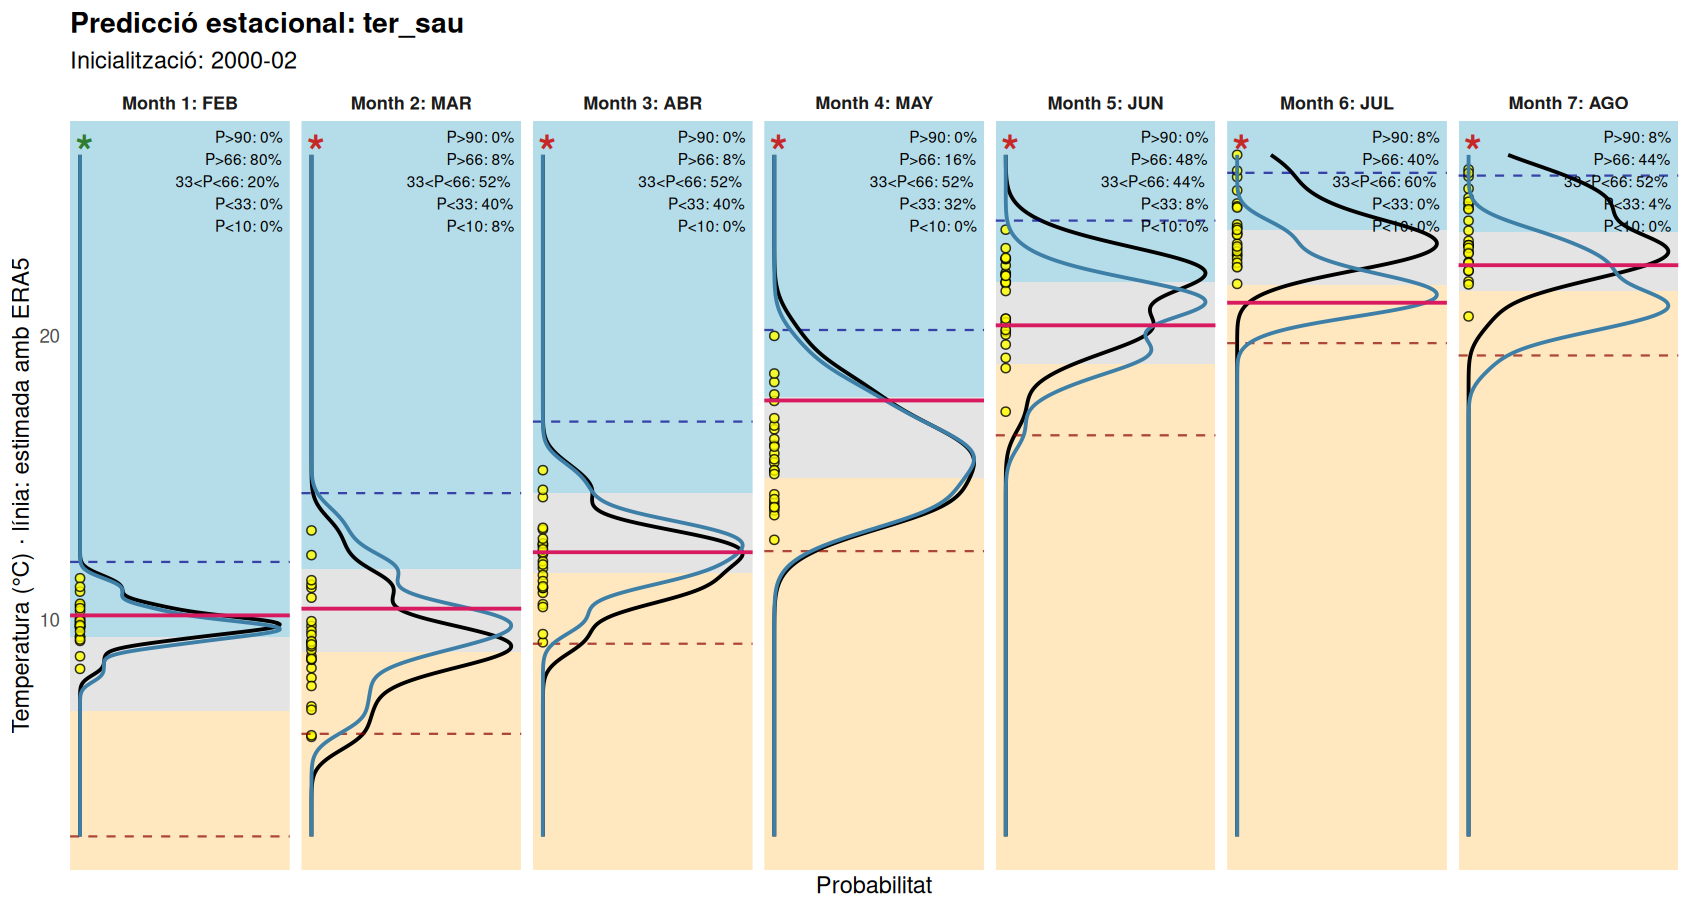 Predicció estacional: ter_sau
Inicialització: 2000-02
Month 1: FEB
Month 2: MAR
Month 3: ABR
Month 4: MAY
Month 5: JUN
Month 6: JUL
Month 7: AGO
P>90: 0%
P>66: 80%
33<P<66: 20%
P<33: 0%
P<10: 0%
P>90: 0%
P>66: 8%
33<P<66: 52%
P<33: 40%
P<10: 8%
P>90: 0%
P>66: 8%
33<P<66: 52%
P<33: 40%
P<10: 0%
P>90: 0%
P>66: 16%
33<P<66: 52%
P<33: 32%
P<10: 0%
P>90: 0%
P>66: 48%
33<P<66: 44%
P<33: 8%
P<10: 0%
P>90: 8%
P>66: 40%
33<P<66: 60%
P<33: 0%
P<10: 0%
P>90: 8%
P>66: 44%
33<P<66: 52%
P<33: 4%
P<10: 0%
20
10
Temperatura (°C) · línia: estimada amb ERA5
Probabilitat